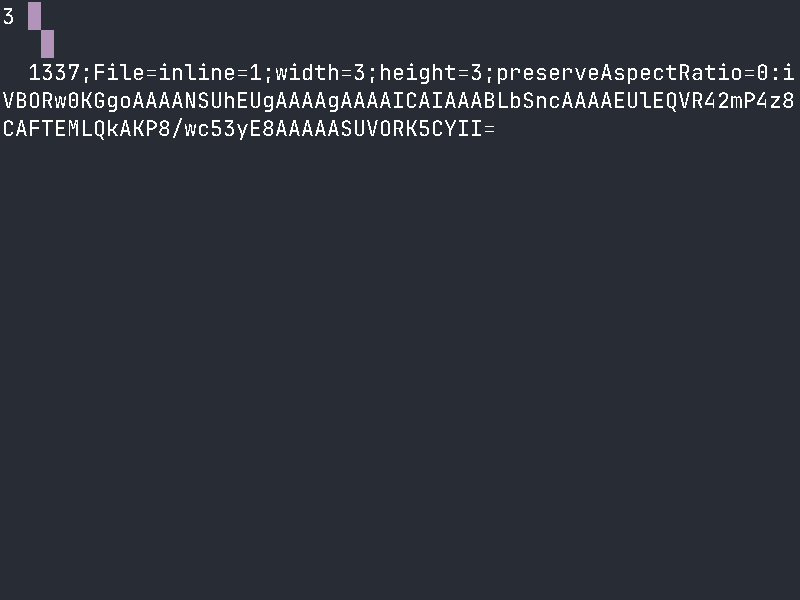 3
1337;File=inline=1;width=3;height=3;preserveAspectRatio=0:i
VBORw0KGgoAAAANSUhEUgAAAAgAAAAICAIAAABLbSncAAAAEUlEQVR42mP4z8
CAFTEMLQkAKP8/wc53yE8AAAAASUVORK5CYII=